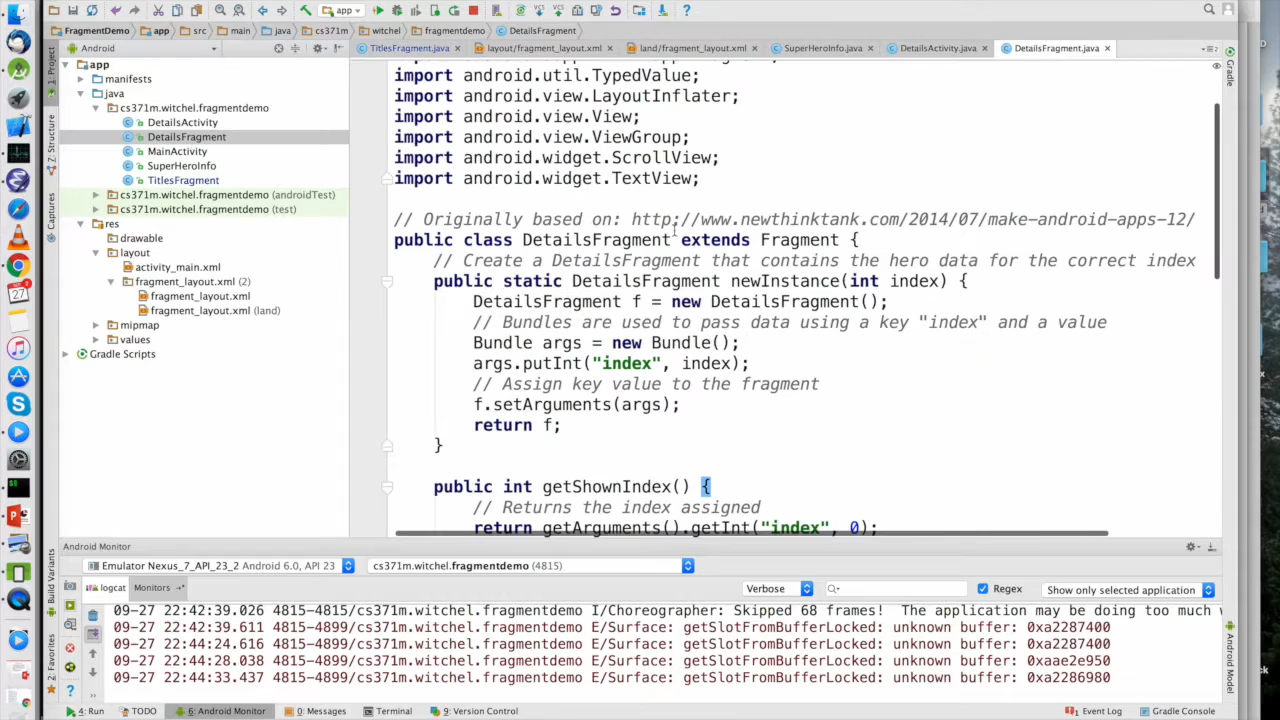 app
FragmentDemo app src main java cs371m witchel fragmentdemo DetailsFragment
Android
TitlesFragment.java
layout/fragment_layout.xml
land/fragment_layout.xml
SuperHeroInfo.java
DetailsActivity.java
DetailsFragment.java
1: Project
Z: Structure
Captures
Build Variants
2: Favorites
Gradle
Android Model
app
manifests
java
cs371m.witchel.fragmentdemo
DetailsActivity
DetailsFragment
MainActivity
SuperHeroInfo
TitlesFragment
cs371m.witchel.fragmentdemo (androidTest)
cs371m.witchel.fragmentdemo (test)
res
drawable
layout
activity_main.xml
fragment_layout.xml (2)
fragment_layout.xml
fragment_layout.xml (land)
mipmap
values
Gradle Scripts
import android.util.TypedValue;
import android.view.LayoutInflater;
import android.view.View;
import android.view.ViewGroup;
import android.widget.ScrollView;
import android.widget.TextView;
// Originally based on: http://www.newthinktank.com/2014/07/make-android-apps-12/
public class DetailsFragment extends Fragment {
// Create a DetailsFragment that contains the hero data for the correct index
public static DetailsFragment newInstance(int index) {
DetailsFragment f = new DetailsFragment();
// Bundles are used to pass data using a key "index" and a value
Bundle args = new Bundle();
args.putInt("index", index);
// Assign key value to the fragment
f.setArguments(args);
return f;
}
public int getShownIndex() {
// Returns the index assigned
return getArguments().getInt("index", 0);
Android Monitor
Emulator Nexus_7_API_23_2 Android 6.0, API 23
cs371m.witchel.fragmentdemo (4815)
logcat
Monitors
Verbose
Regex
Show only selected application
09-27 22:42:39.026 4815-4815/cs371m.witchel.fragmentdemo I/Choreographer: Skipped 68 frames! The application may be doing too much
09-27 22:42:39.611 4815-4899/cs371m.witchel.fragmentdemo E/Surface: getSlotFromBufferLocked: unknown buffer: 0xa2287400
09-27 22:44:24.616 4815-4899/cs371m.witchel.fragmentdemo E/Surface: getSlotFromBufferLocked: unknown buffer: 0xa2287400
09-27 22:44:28.038 4815-4899/cs371m.witchel.fragmentdemo E/Surface: getSlotFromBufferLocked: unknown buffer: 0xaae2e950
09-27 22:44:33.437 4815-4899/cs371m.witchel.fragmentdemo E/Surface: getSlotFromBufferLocked: unknown buffer: 0xa2286980
4: Run
TODO
6: Android Monitor
0: Messages
Terminal
9: Version Control
1 Event Log
Gradle Console
27